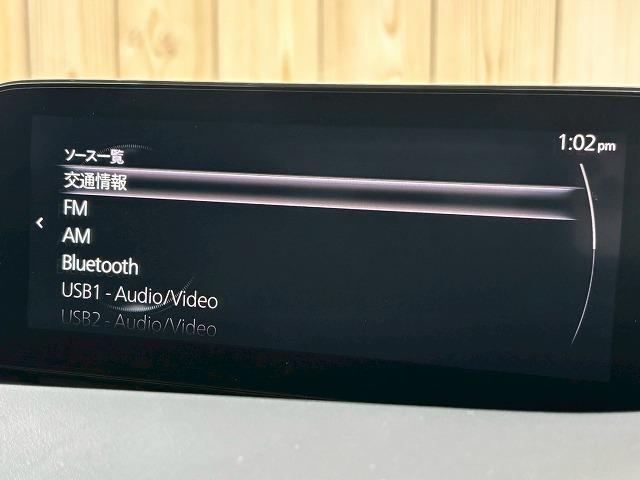 1:02pm
ソース一覧
交通情報
FM
AM
Bluetooth
USB1 - Audio/Video
USB2 - Audio/Video